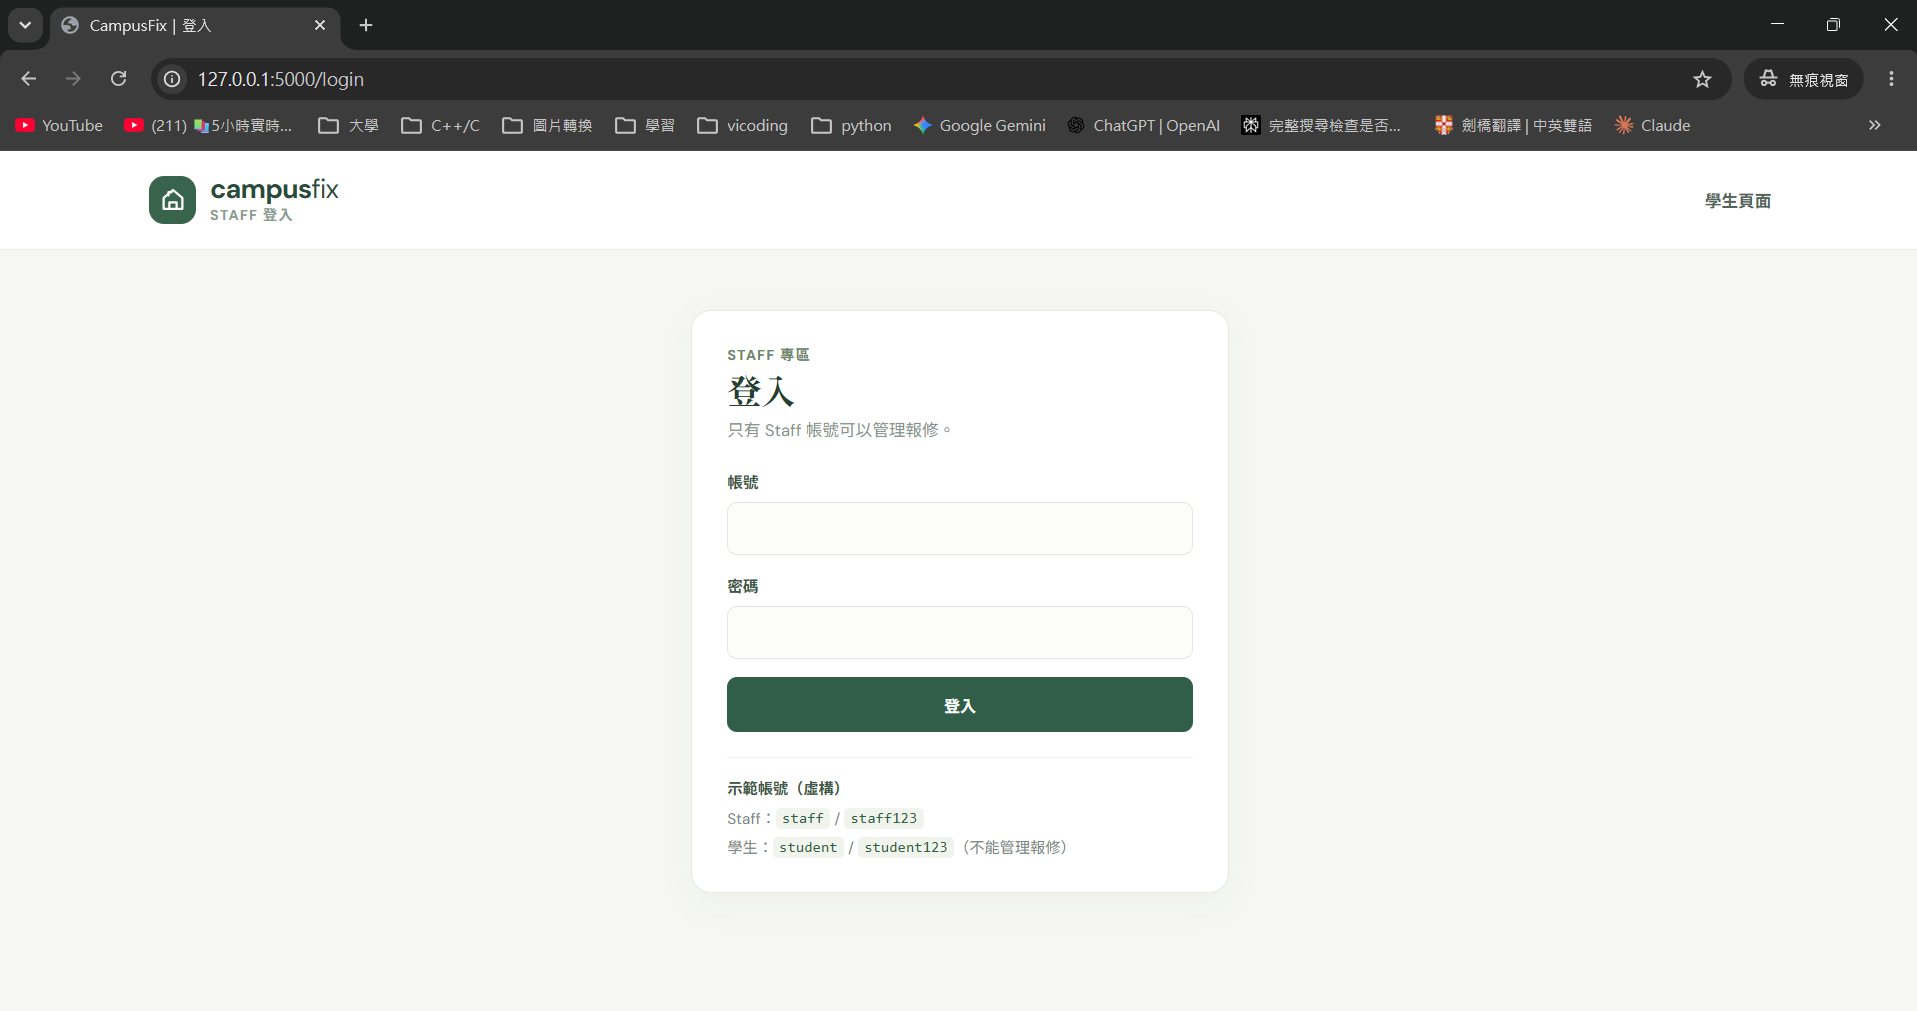 CampusFix | 登入
127.0.0.1:5000/login
無痕視窗
YouTube
(211) 5小時實時...
大學
C++/C
圖片轉換
學習
vicoding
python
Google Gemini
ChatGPT | OpenAI
完整搜尋檢查是否...
劍橋翻譯 | 中英雙語
Claude
campusfix
STAFF 登入
學生頁面
STAFF 專區
登入
只有 Staff 帳號可以管理報修。
帳號
密碼
登入
示範帳號（虛構）
Staff：staff / staff123
學生：student / student123（不能管理報修）